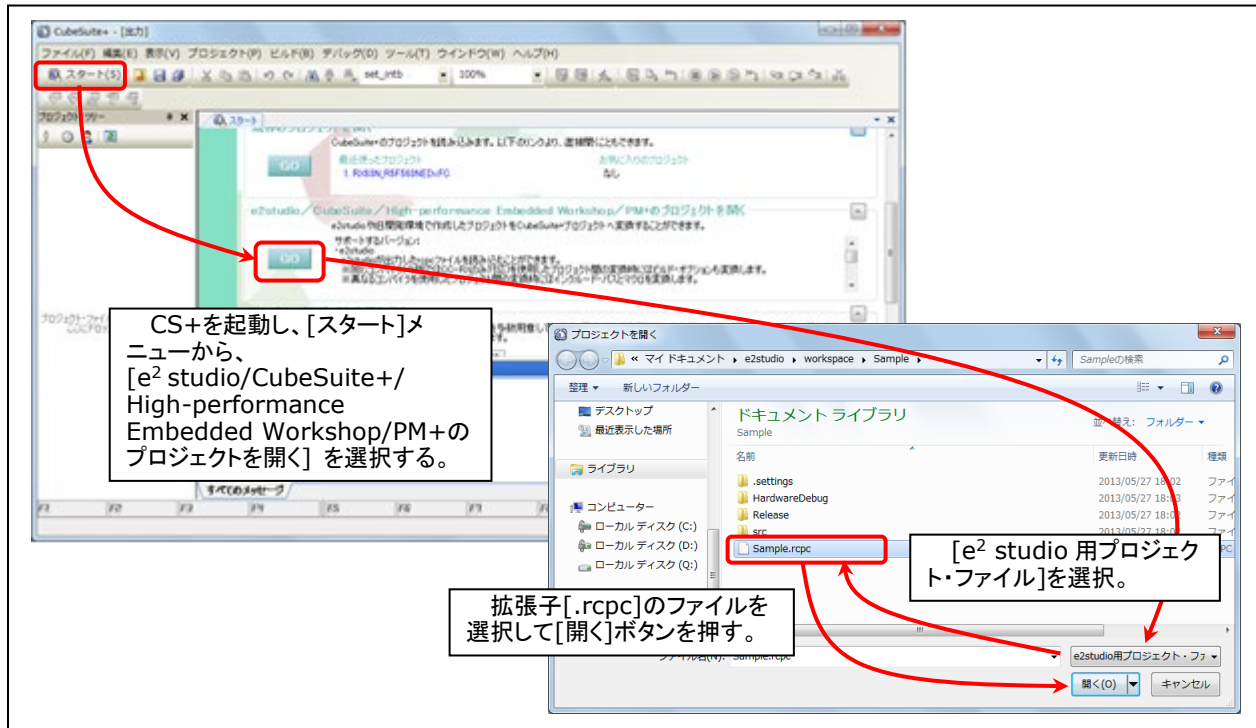 CubeSuite+ - [出力]
ファイル(F) 編集(E) 表示(V) プロジェクト(P) ビルド(B) デバッグ(D) ツール(T) ウインドウ(W) ヘルプ(H)
スタート(S)
set_intb
100%
プロジェクト・ツリー
スタート
CubeSuite+のプロジェクトを読み込みます。以下のリンクより、直接開くこともできます。
GO
最近使ったプロジェクト
お気に入りのプロジェクト
なし
e2studio／CubeSuite／High-performance Embedded Workshop／PM+のプロジェクトを開く
e2studioや旧開発環境で作成したプロジェクトをCubeSuite+プロジェクトへ変換することができます。
サポートするバージョン:
GO
・e2studio
すべてのメッセージ
CS+を起動し、[スタート]メ
ニューから、
[e² studio/CubeSuite+/
High-performance
Embedded Workshop/PM+の
プロジェクトを開く] を選択する。
プロジェクトを開く
« マイ ドキュメント ▸ e2studio ▸ workspace ▸ Sample ▸
Sampleの検索
整理 新しいフォルダー
デスクトップ
最近表示した場所
ライブラリ
コンピューター
ローカル ディスク (C:)
ローカル ディスク (D:)
ローカル ディスク (Q:)
ドキュメント ライブラリ
Sample
並べ替え: フォルダー
名前 更新日時 種類
.settings 2013/05/27 18:02
HardwareDebug 2013/05/27 18:03
Release 2013/05/27 18:02
src
Sample.rcpc
[e² studio 用プロジェク
ト・ファイル]を選択。
拡張子[.rcpc]のファイルを
選択して[開く]ボタンを押す。
ファイル名(N): Sample.rcpc
e2studio用プロジェクト・ファ
開く(O) キャンセル